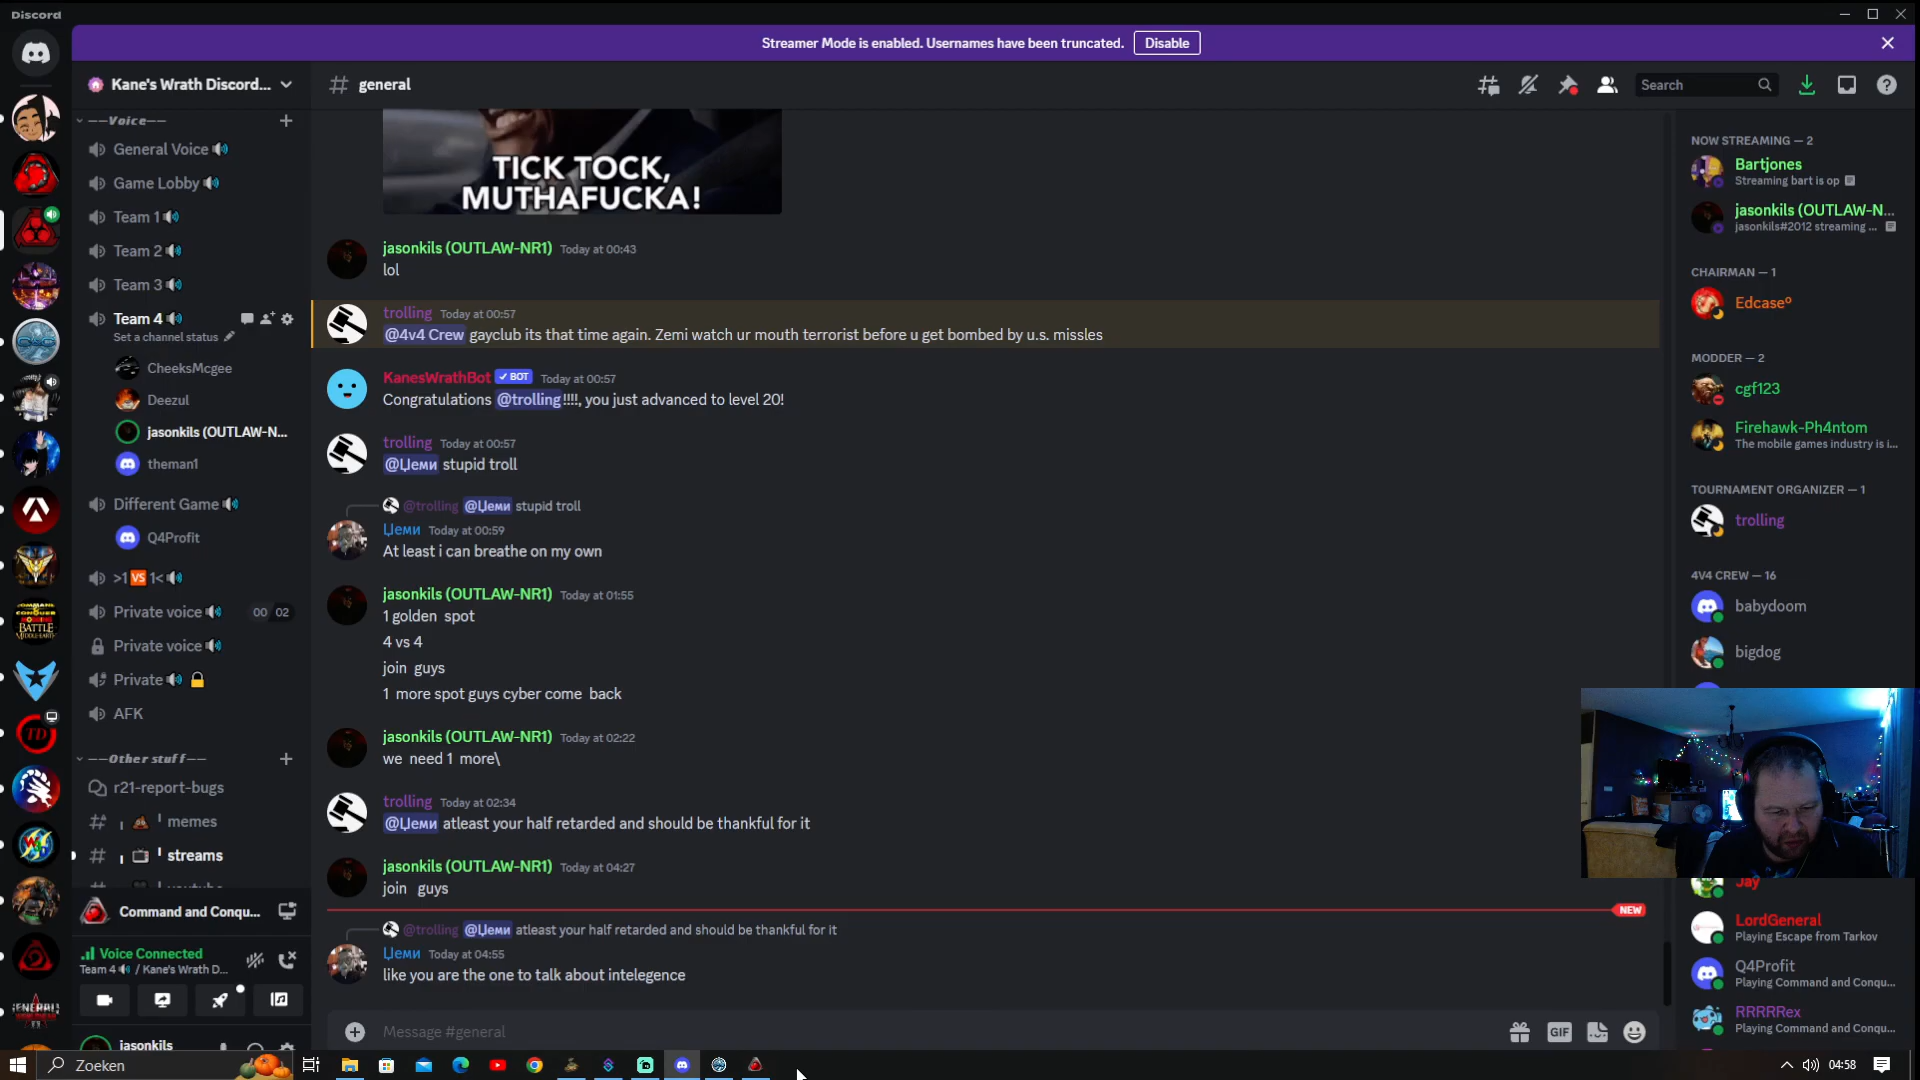 Discord
Streamer Mode is enabled. Usernames have been truncated.
Disable
Kane's Wrath Discord...
general
Search
——Voice——
General Voice
Game Lobby
Team 1
Team 2
Team 3
Team 4
Set a channel status
CheeksMcgee
Deezul
jasonkils (OUTLAW-N...
theman1
Different Game
Q4Profit
>1 VS 1<
Private voice
00 02
Private voice
Private
AFK
——Other stuff——
r21-report-bugs
memes
streams
Command and Conqu...
Voice Connected
Team 4 / Kane's Wrath D...
jasonkils
TICK TOCK,
MUTHAFUCKA!
jasonkils (OUTLAW-NR1) Today at 00:43
lol
trolling Today at 00:57
@4v4 Crew gayclub its that time again. Zemi watch ur mouth terrorist before u get bombed by u.s. missles
KanesWrathBot BOT Today at 00:57
Congratulations @trolling!!!!, you just advanced to level 20!
trolling Today at 00:57
@Џеми stupid troll
@trolling @Џеми stupid troll
Џеми Today at 00:59
At least i can breathe on my own
jasonkils (OUTLAW-NR1) Today at 01:55
1 golden spot
4 vs 4
join guys
1 more spot guys cyber come back
jasonkils (OUTLAW-NR1) Today at 02:22
we need 1 more\
trolling Today at 02:34
@Џеми atleast your half retarded and should be thankful for it
jasonkils (OUTLAW-NR1) Today at 04:27
join guys
NEW
@trolling @Џеми atleast your half retarded and should be thankful for it
Џеми Today at 04:55
like you are the one to talk about intelegence
Message #general
GIF
NOW STREAMING — 2
Bartjones
Streaming bart is op
jasonkils (OUTLAW-N...
jasonkils#2012 streaming ...
CHAIRMAN — 1
Edcase°
MODDER — 2
cgf123
Firehawk-Ph4ntom
The mobile games industry is i...
TOURNAMENT ORGANIZER — 1
trolling
4V4 CREW — 16
babydoom
bigdog
Jay
LordGeneral
Playing Escape from Tarkov
Q4Profit
Playing Command and Conqu...
RRRRRex
Playing Command and Conqu...
Zoeken
04:58